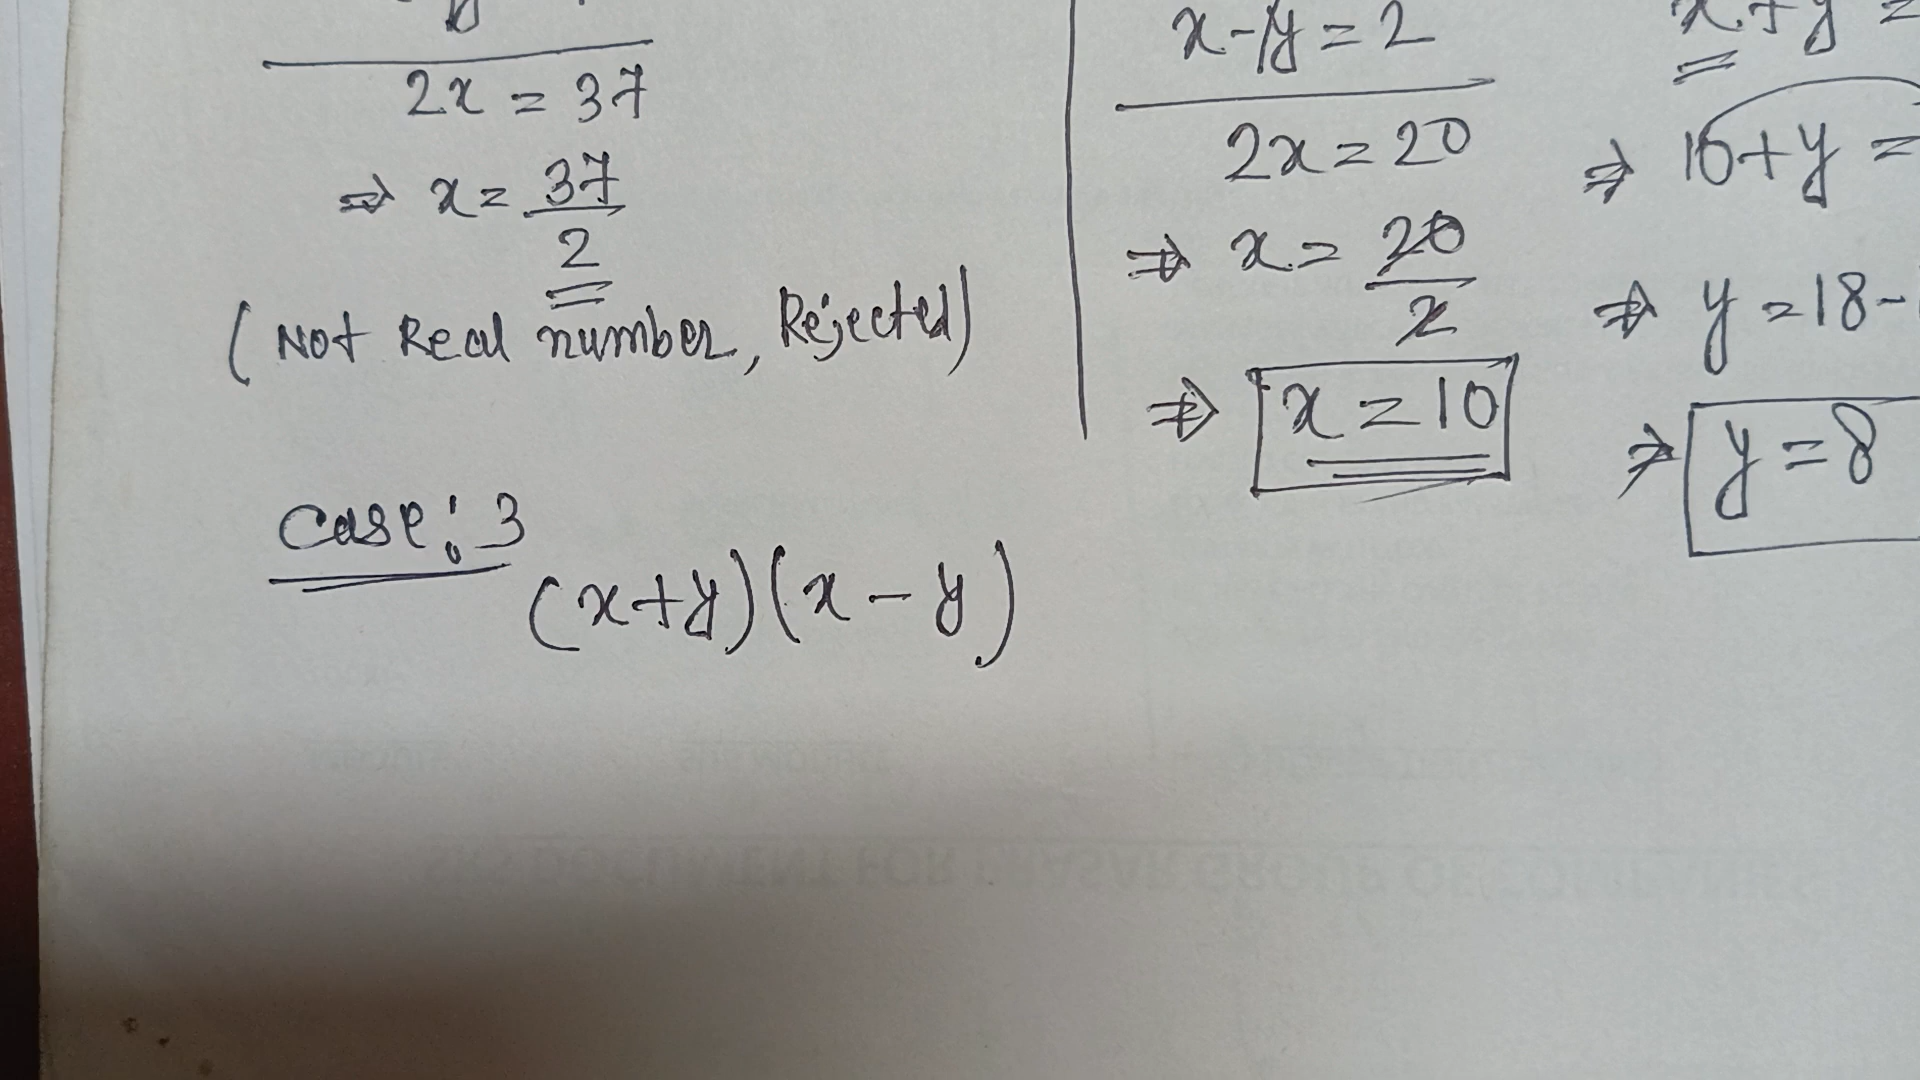 2x = 37
⇒ x = 37/2
(Not Real number, Rejected)
x-y=2
2x=20
⇒ x = 20/2
⇒ x=10
x+y=
⇒ 10+y=
⇒ y=18-
⇒ y=8
Case: 3
(x+y)(x-y)